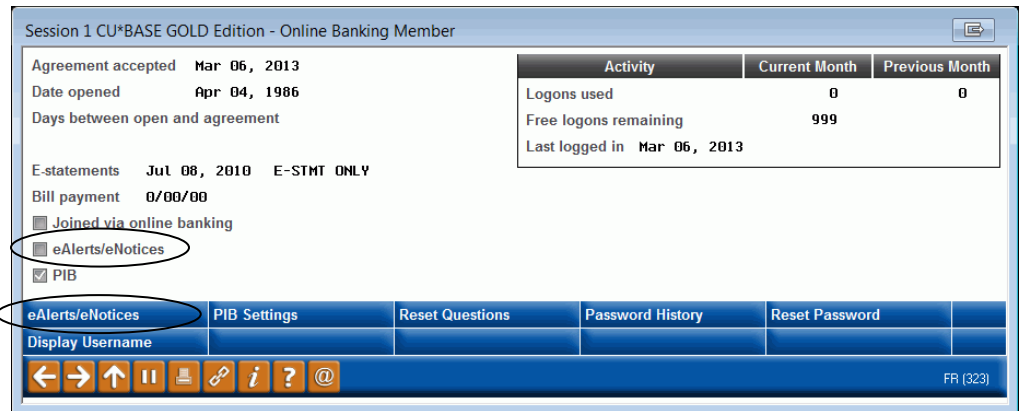 Session 1 CU*BASE GOLD Edition - Online Banking Member
Agreement accepted Mar 06, 2013
Date opened Apr 04, 1986
Days between open and agreement
Activity Current Month Previous Month
Logons used 0 0
Free logons remaining 999
Last logged in Mar 06, 2013
E-statements Jul 08, 2010 E-STMT ONLY
Bill payment 0/00/00
Joined via online banking
eAlerts/eNotices
PIB
eAlerts/eNotices PIB Settings Reset Questions Password History Reset Password
Display Username
i ? @ FR (323)